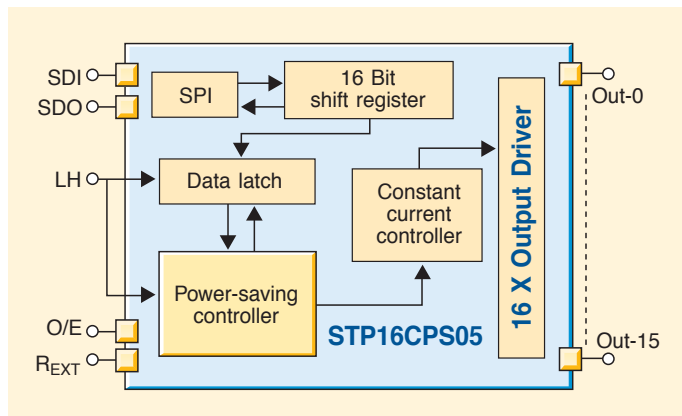 SDI
SDO
LH
O/E
REXT
SPI
16 Bit
shift register
Data latch
Power-saving
controller
Constant
current
controller
16 X Output Driver
STP16CPS05
Out-0
Out-15